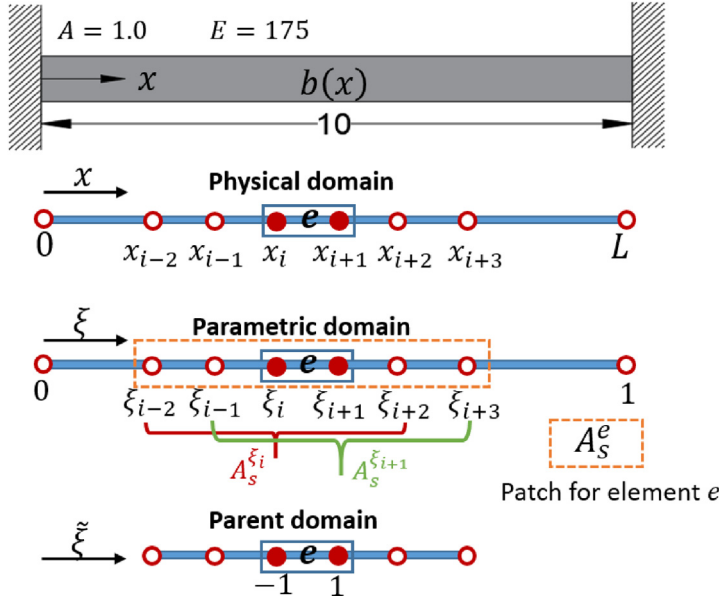 A = 1.0 E = 175
x b(x)
10
x Physical domain
e
0 x_{i-2} x_{i-1} x_i x_{i+1} x_{i+2} x_{i+3} L
ξ Parametric domain
e
0 ξ_{i-2} ξ_{i-1} ξ_i ξ_{i+1} ξ_{i+2} ξ_{i+3} 1
A_s^{ξ_i} A_s^{ξ_{i+1}} A_s^e
Patch for element e
Parent domain
ξ̃ e
−1 1